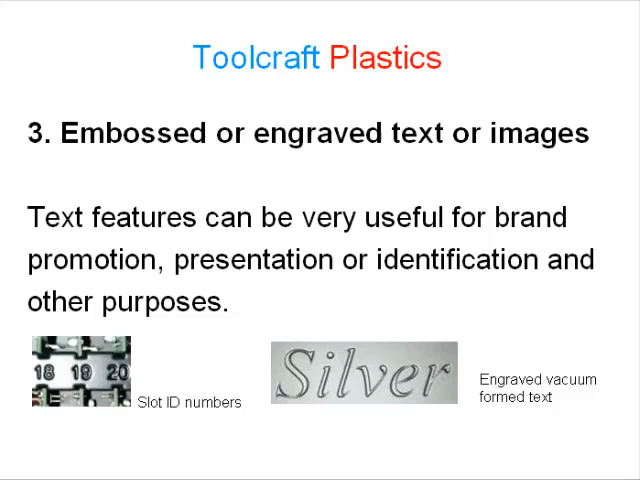 Toolcraft Plastics
3. Embossed or engraved text or images
Text features can be very useful for brand
promotion, presentation or identification and
other purposes.
18 19 20
Slot ID numbers
Silver
Engraved vacuum
formed text